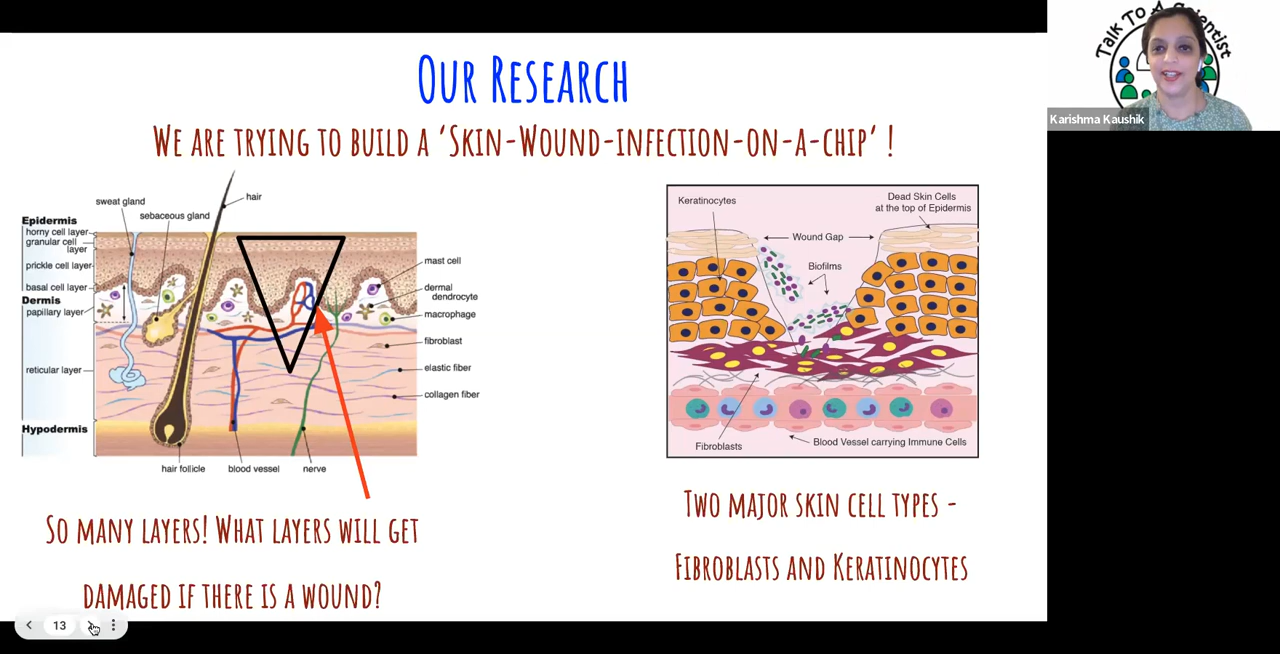 OUR RESEARCH
WE ARE TRYING TO BUILD A ‘SKIN-WOUND-INFECTION-ON-A-CHIP’ !
Epidermis
horny cell layer
granular cell
layer
prickle cell layer
basal cell layer
Dermis
papillary layer
reticular layer
Hypodermis
sweat gland
sebaceous gland
hair
mast cell
dermal
dendrocyte
macrophage
fibroblast
elastic fiber
collagen fiber
hair follicle
blood vessel
nerve
SO MANY LAYERS! WHAT LAYERS WILL GET
DAMAGED IF THERE IS A WOUND?
Keratinocytes
Dead Skin Cells
at the top of Epidermis
Wound Gap
Biofilms
Fibroblasts
Blood Vessel carrying Immune Cells
TWO MAJOR SKIN CELL TYPES -
FIBROBLASTS AND KERATINOCYTES
Talk To A Scientist
Karishma Kaushik
13